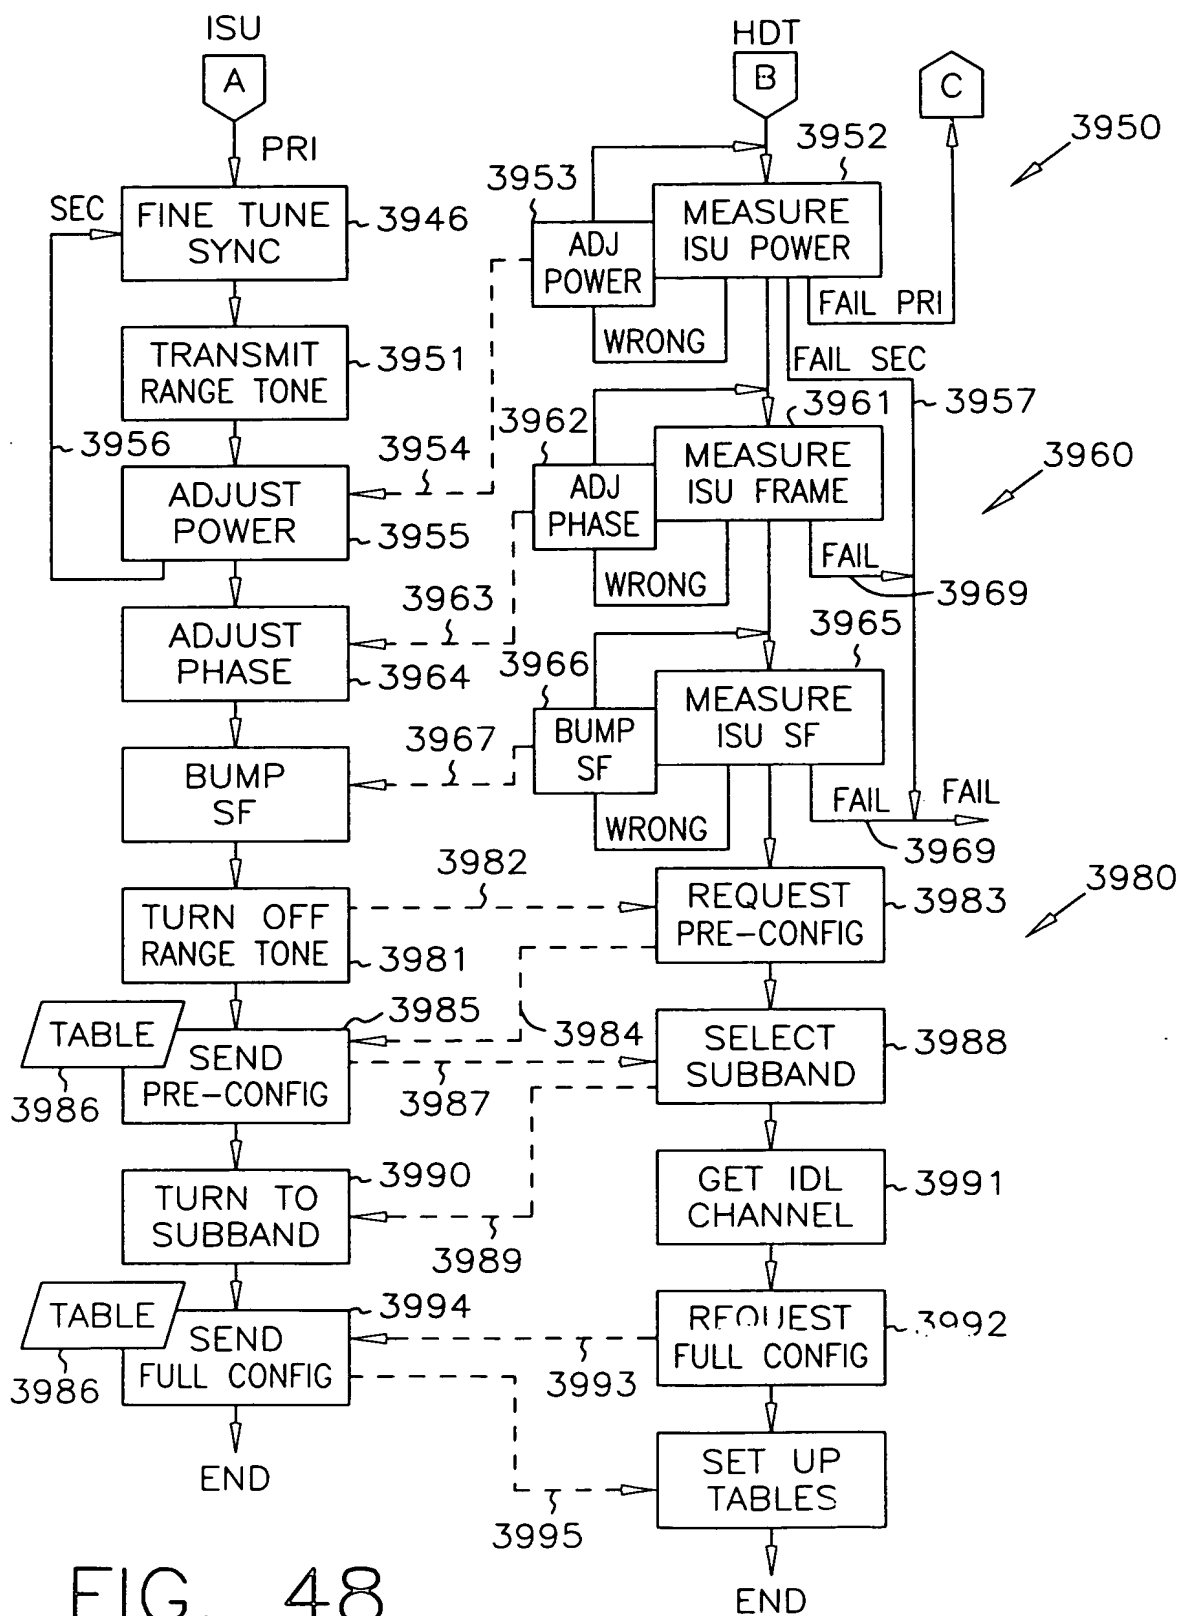 ISU
A
PRI
SEC
FINE TUNE
SYNC
3946
TRANSMIT
RANGE TONE
3951
3956
ADJUST
POWER
3955
ADJUST
PHASE
3964
BUMP
SF
TURN OFF
RANGE TONE
3981
TABLE
3986
SEND
PRE-CONFIG
3985
TURN TO
SUBBAND
3990
TABLE
3986
SEND
FULL CONFIG
3994
END
3954
3963
3967
3982
3984
3987
3989
3993
3995
HDT
B
C
3950
3952
3953
MEASURE
ISU POWER
ADJ
POWER
WRONG
FAIL PRI
FAIL SEC
3957
3961
3962
MEASURE
ISU FRAME
ADJ
PHASE
WRONG
FAIL
3969
3960
3965
3966
MEASURE
ISU SF
BUMP
SF
WRONG
FAIL
FAIL
3969
3980
REQUEST
PRE-CONFIG
3983
SELECT
SUBBAND
3988
GET IDL
CHANNEL
3991
REQUEST
FULL CONFIG
3992
SET UP
TABLES
END
FIG. 48